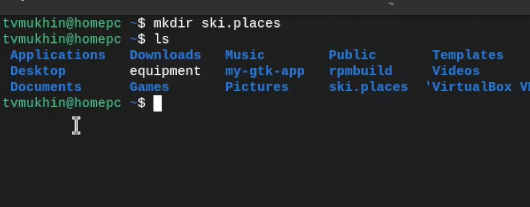 tvmukhin@homepc ~$ mkdir ski.places
tvmukhin@homepc ~$ ls
Applications Downloads Music Public Templates
Desktop equipment my-gtk-app rpmbuild Videos
Documents Games Pictures ski.places 'VirtualBox
tvmukhin@homepc ~$